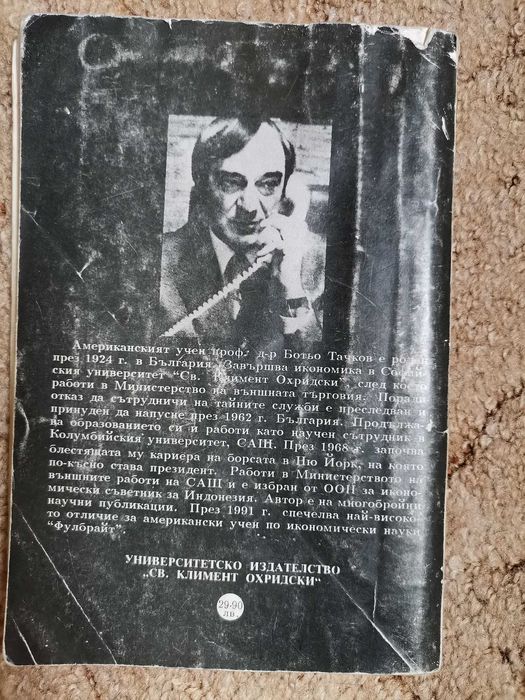 Американският учен проф. д-р Ботьо Тачков е роден
през 1924 г. в България. Завършва икономика в Софий-
ския университет "Св. Климент Охридски", след което
работи в Министерство на външната търговия. Поради
отказ да сътрудничи на тайните служби е преследван и
принуден да напусне през 1962 г. България. Продължа-
ва образованието си и работи като научен сътрудник в
Колумбийския университет, САЩ. През 1968 г. започва
блестящата му кариера на борсата в Ню Йорк, на която
по-късно става президент. Работи в Министерството на
външните работи на САЩ и е избран от ООН за иконо-
мически съветник за Индонезия. Автор е на многобройни
научни публикации. През 1991 г. спечелва най-високо-
то отличие за американски учен по икономически науки
"Фулбрайт".
УНИВЕРСИТЕТСКО ИЗДАТЕЛСТВО
„СВ. КЛИМЕНТ ОХРИДСКИ“
29·90
лв.